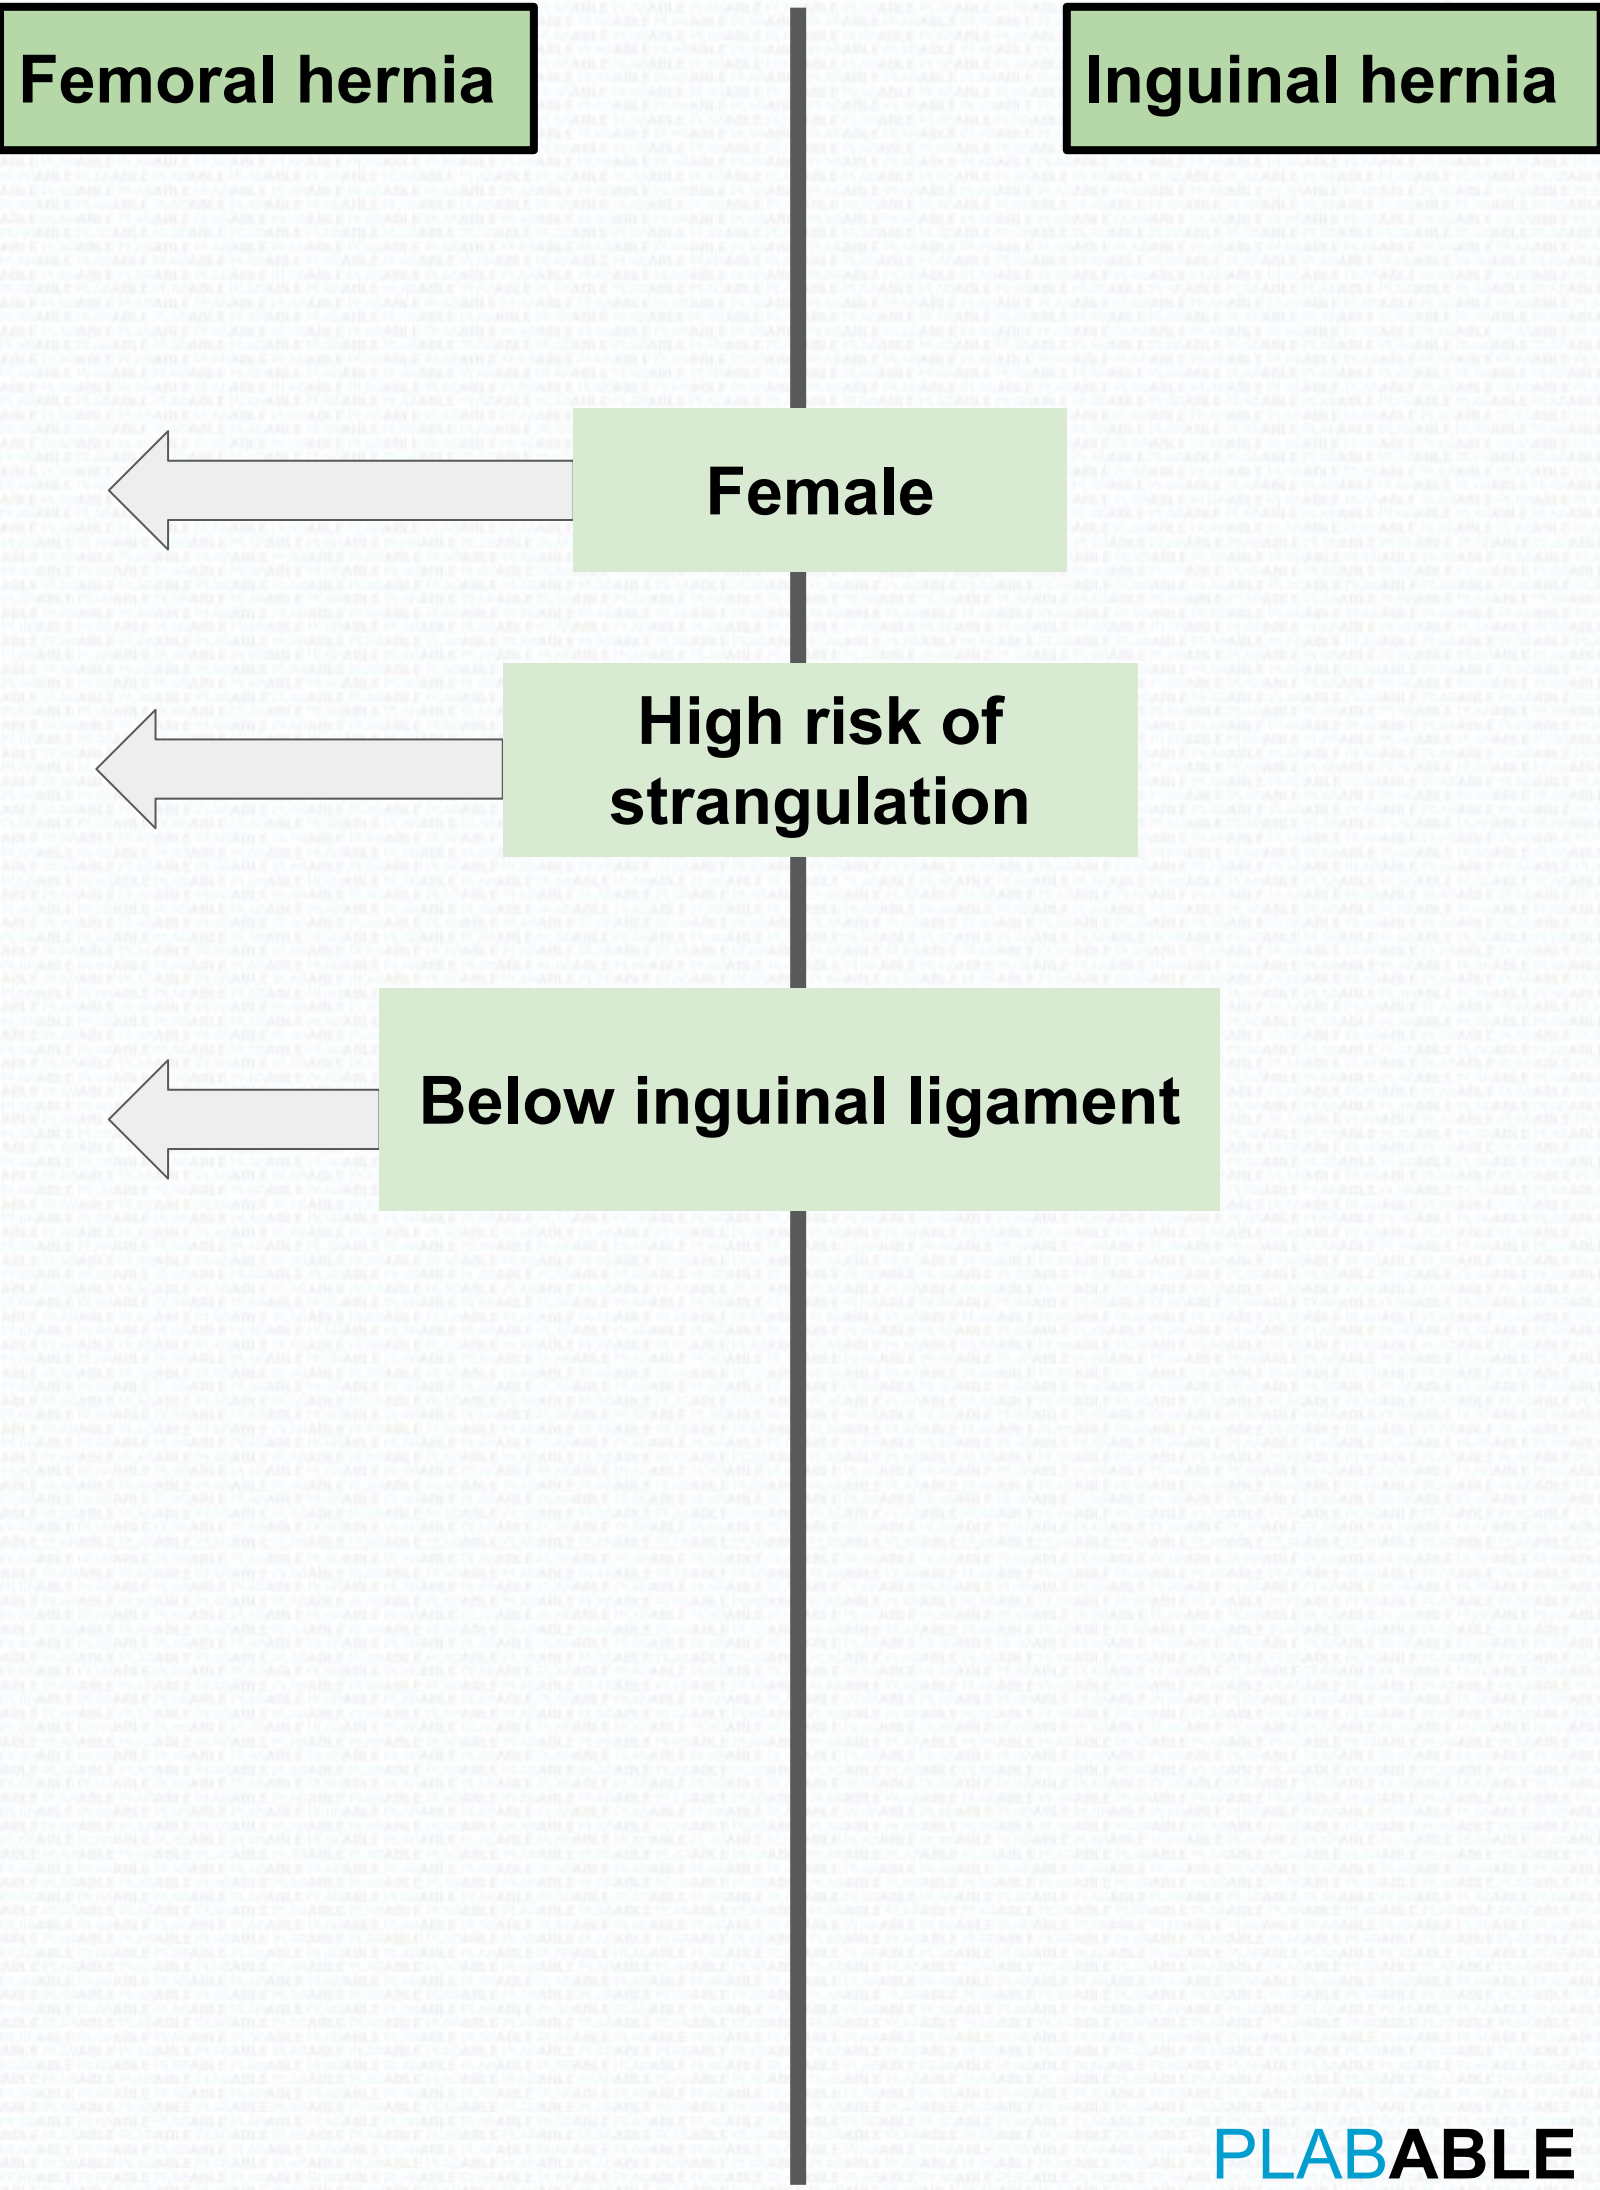 Femoral hernia
Inguinal hernia
Female
High risk of
strangulation
Below inguinal ligament
PLABABLE